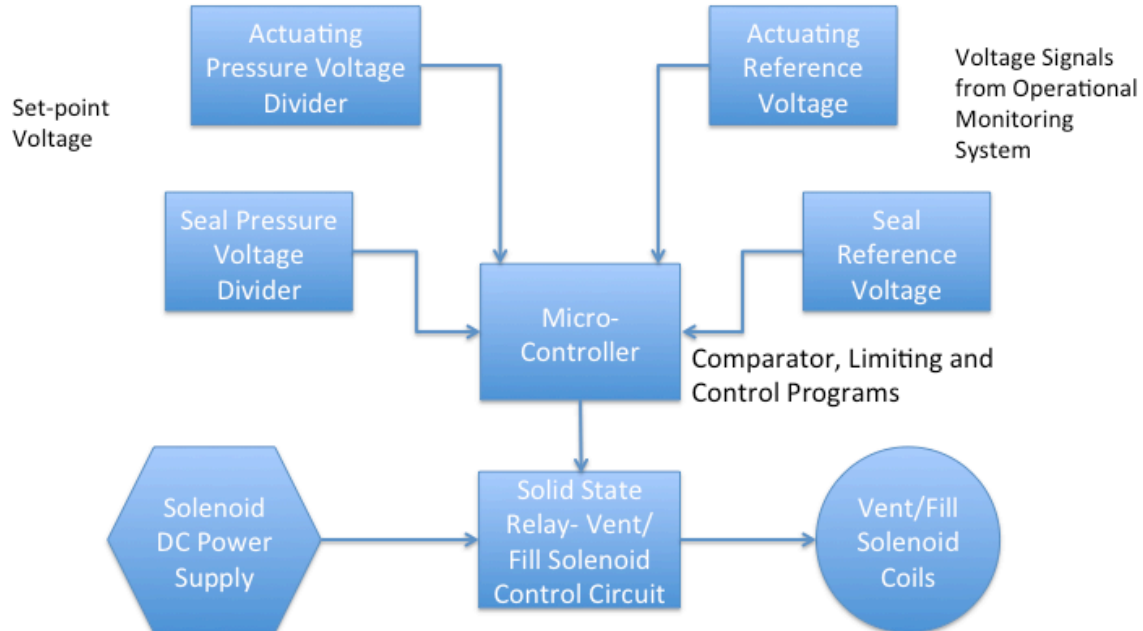 Actuating
Pressure Voltage
Divider
Actuating
Reference
Voltage
Voltage Signals
from Operational
Monitoring
System
Set-point
Voltage
Seal Pressure
Voltage
Divider
Seal
Reference
Voltage
Micro-
Controller
Comparator, Limiting and
Control Programs
Solenoid
DC Power
Supply
Solid State
Relay- Vent/
Fill Solenoid
Control Circuit
Vent/Fill
Solenoid
Coils